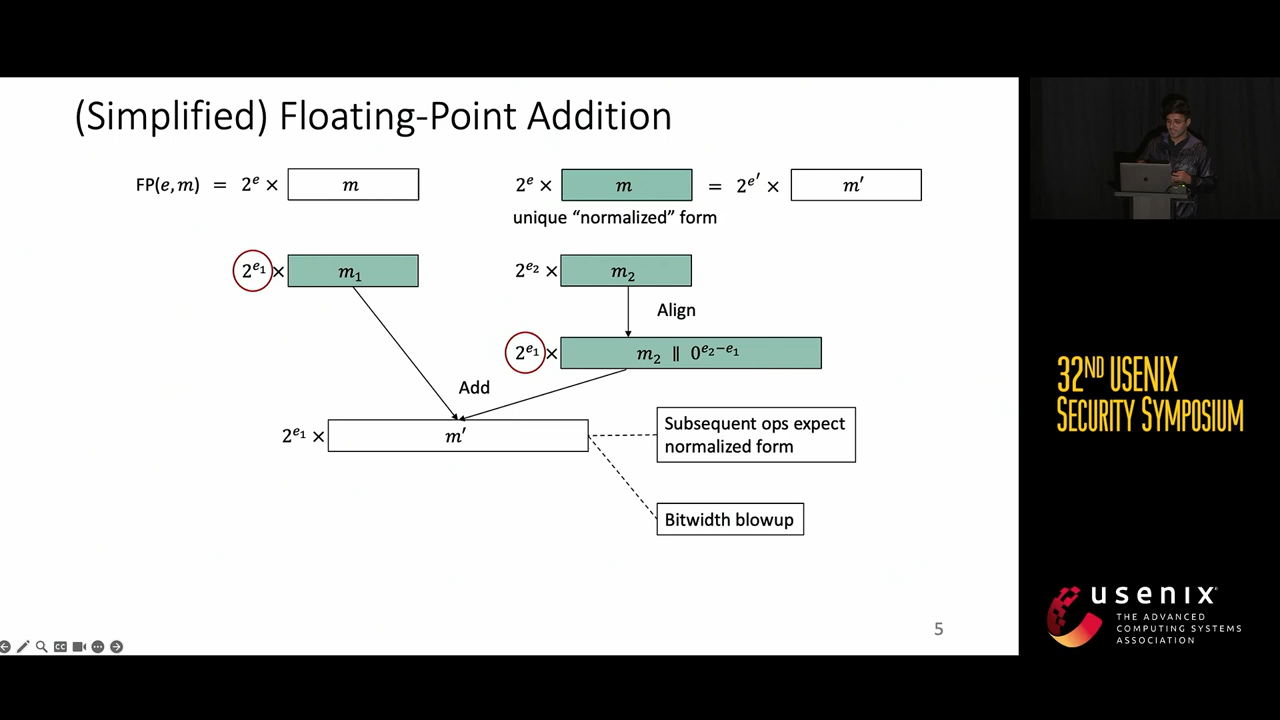 (Simplified) Floating-Point Addition
FP(e, m) = 2^e × m
2^e × m = 2^e′ × m′
unique “normalized” form
2^e₁ × m₁
2^e₂ × m₂
Align
2^e₁ × m₂ ∥ 0^e₂−e₁
Add
2^e₁ × m′
Subsequent ops expect
normalized form
Bitwidth blowup
5
32ND USENIX
SECURITY SYMPOSIUM
usenix
THE ADVANCED
COMPUTING SYSTEMS
ASSOCIATION